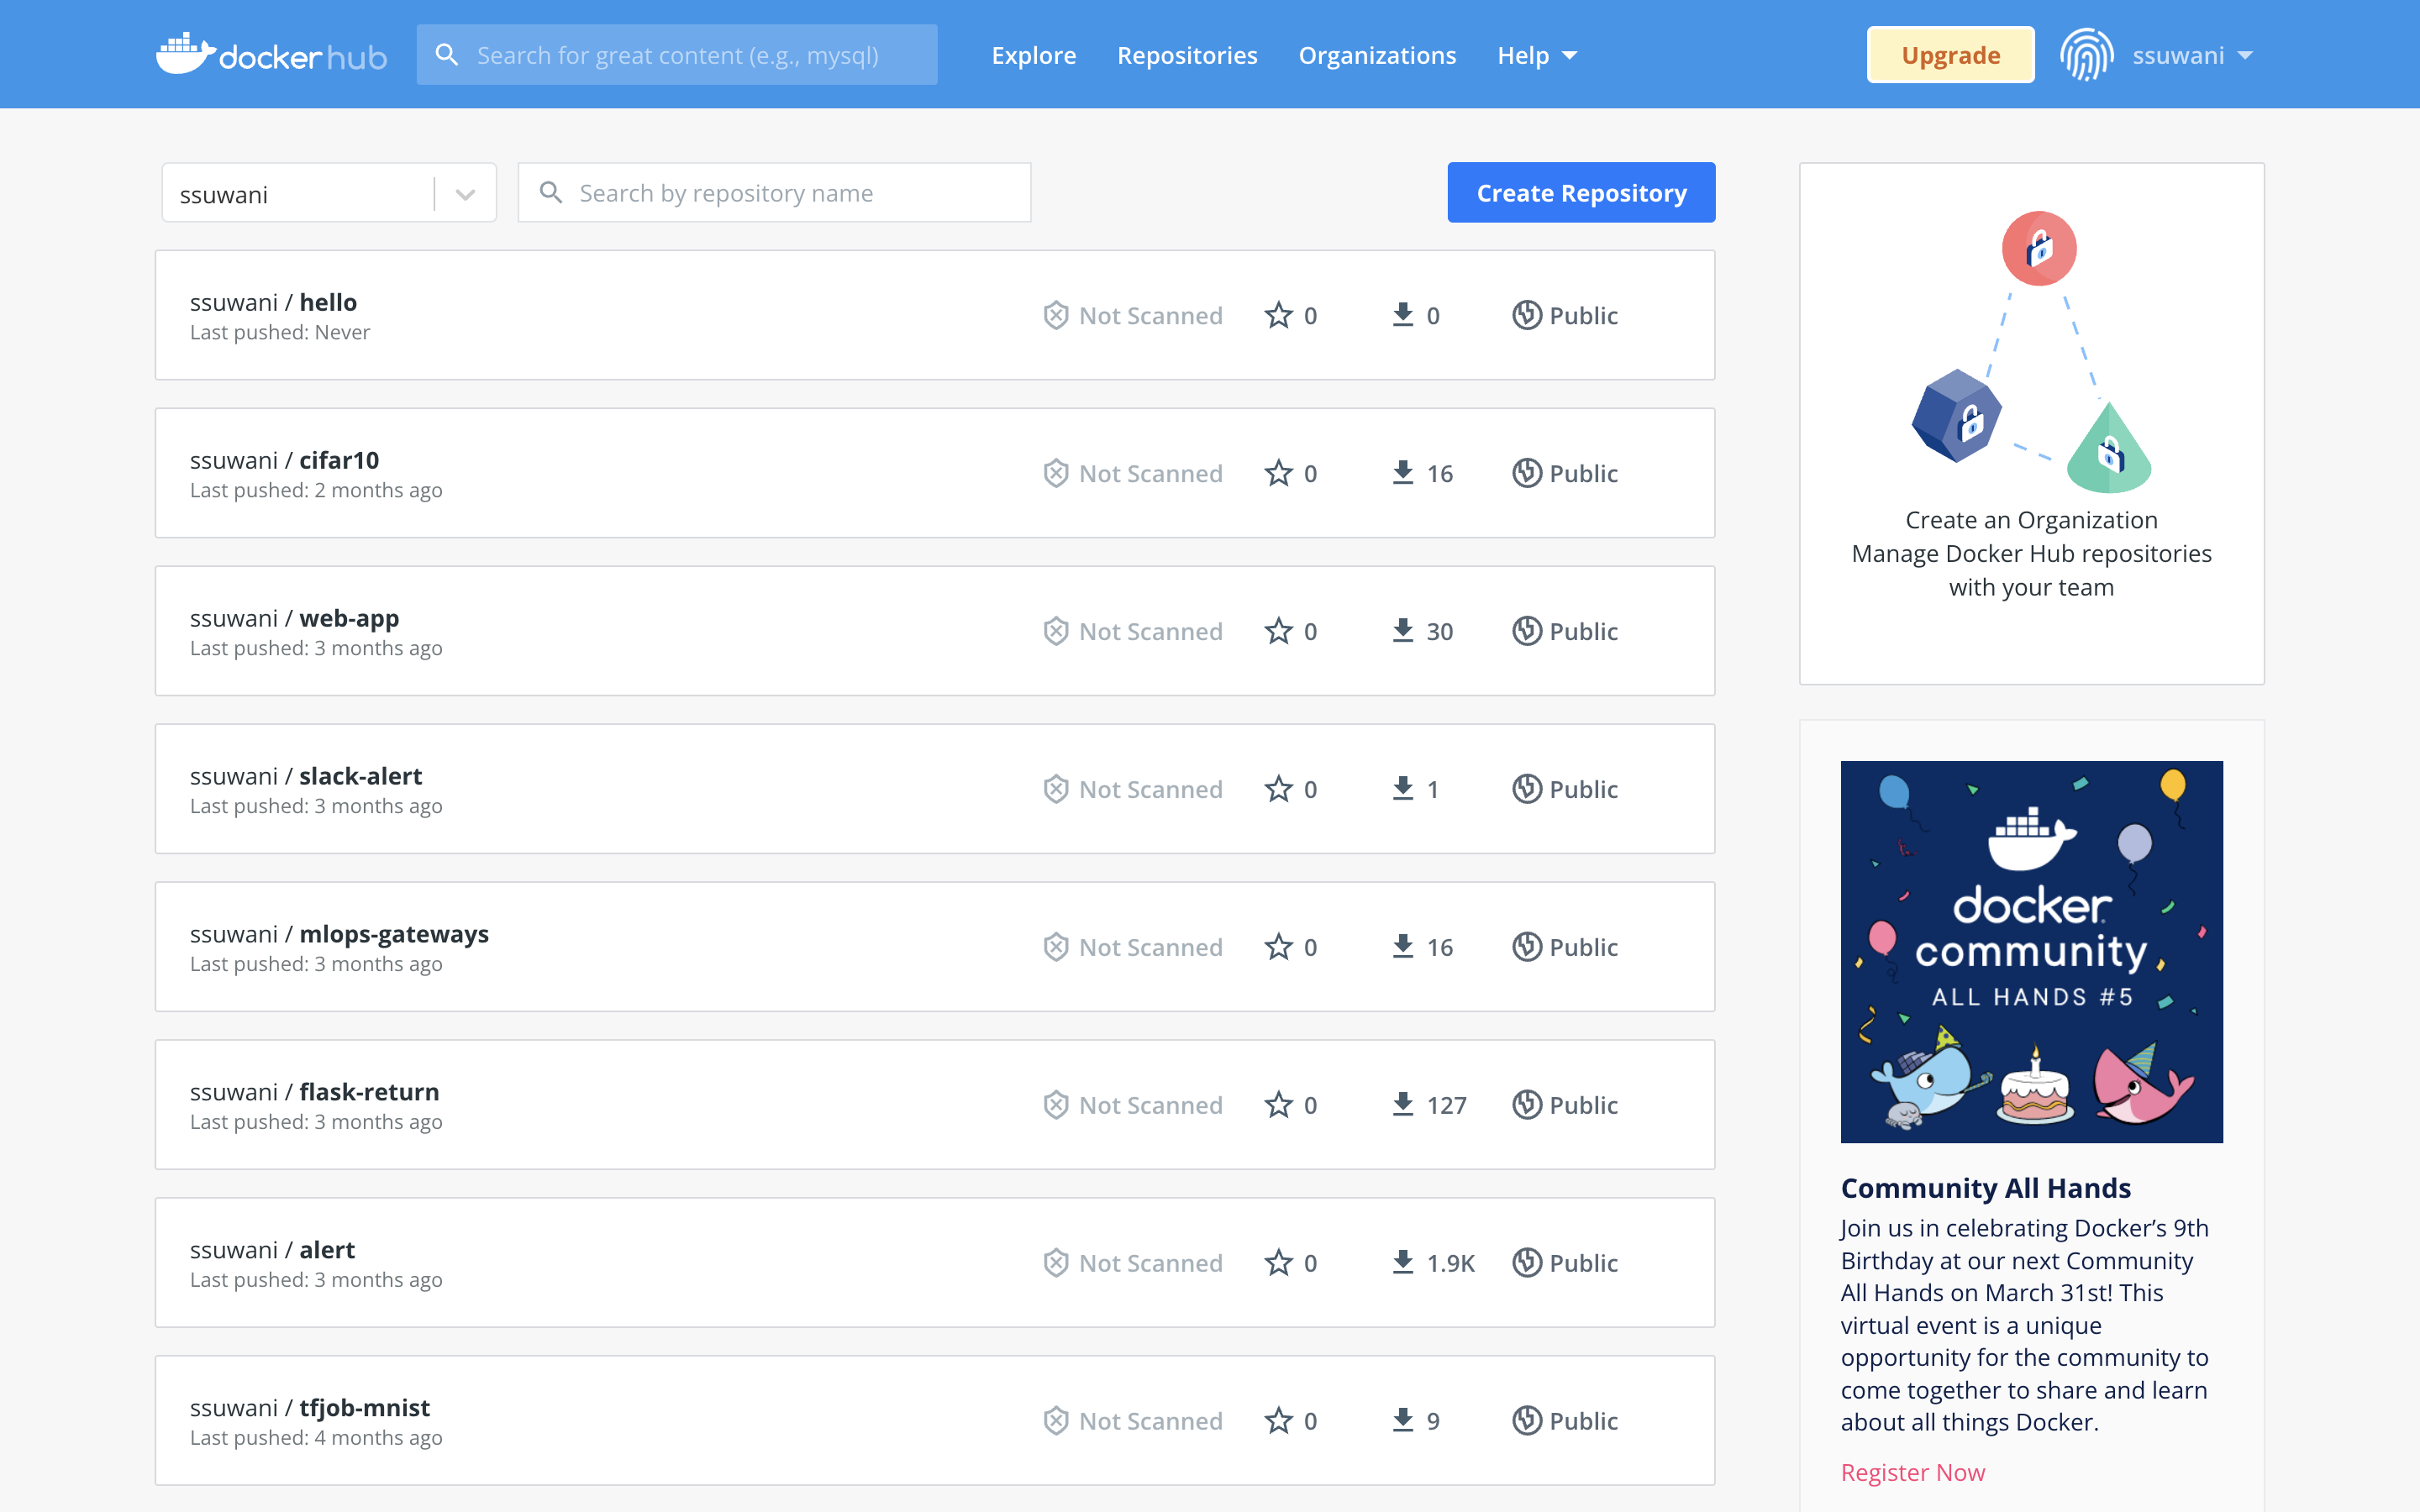 docker hub
Search for great content (e.g., mysql)
Explore
Repositories
Organizations
Help
Upgrade
ssuwani
ssuwani
Search by repository name
Create Repository
ssuwani / hello
Last pushed: Never
Not Scanned
0
0
Public
ssuwani / cifar10
Last pushed: 2 months ago
Not Scanned
0
16
Public
ssuwani / web-app
Last pushed: 3 months ago
Not Scanned
0
30
Public
ssuwani / slack-alert
Last pushed: 3 months ago
Not Scanned
0
1
Public
ssuwani / mlops-gateways
Last pushed: 3 months ago
Not Scanned
0
16
Public
ssuwani / flask-return
Last pushed: 3 months ago
Not Scanned
0
127
Public
ssuwani / alert
Last pushed: 3 months ago
Not Scanned
0
1.9K
Public
ssuwani / tfjob-mnist
Last pushed: 4 months ago
Not Scanned
0
9
Public
Create an Organization
Manage Docker Hub repositories
with your team
docker
community
ALL HANDS #5
Community All Hands
Join us in celebrating Docker’s 9th
Birthday at our next Community
All Hands on March 31st! This
virtual event is a unique
opportunity for the community to
come together to share and learn
about all things Docker.
Register Now